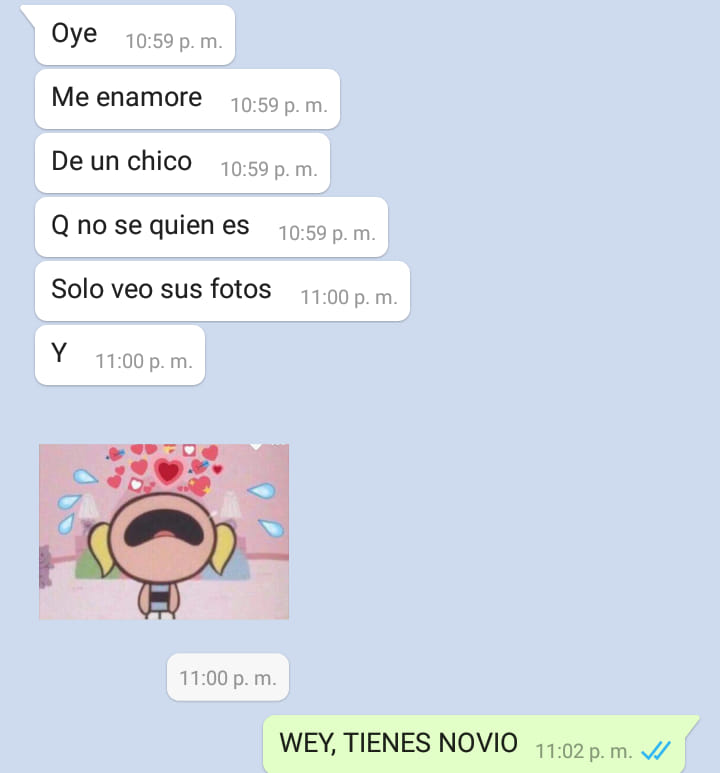 Oye 10:59 p. m.
Me enamore 10:59 p. m.
De un chico 10:59 p. m.
Q no se quien es 10:59 p. m.
Solo veo sus fotos 11:00 p. m.
Y 11:00 p. m.
11:00 p. m.
WEY, TIENES NOVIO 11:02 p. m.